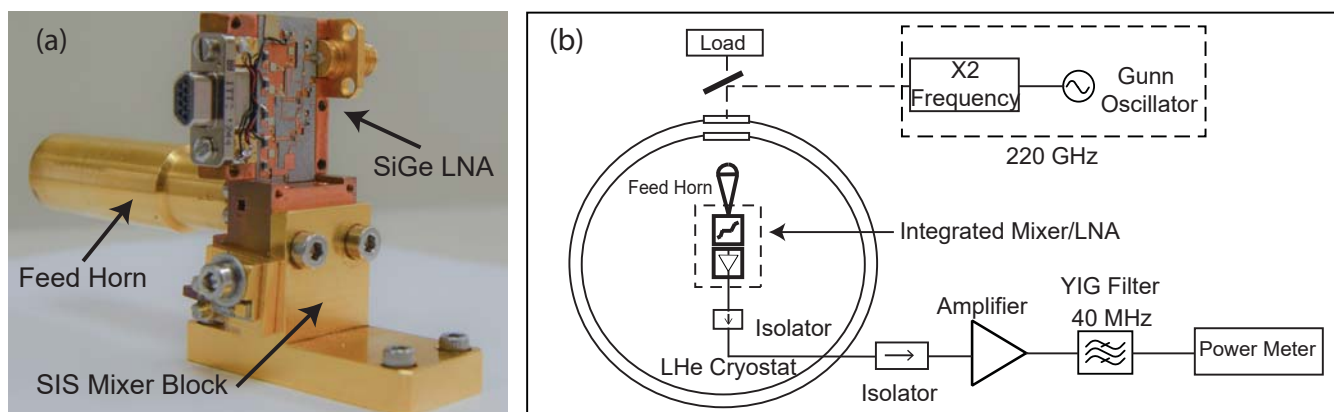 (a)
SiGe LNA
Feed Horn
SIS Mixer Block
(b)
Load
X2
Frequency
Gunn
Oscillator
220 GHz
Feed Horn
Integrated Mixer/LNA
Isolator
LHe Cryostat
Isolator
Amplifier
YIG Filter
40 MHz
Power Meter